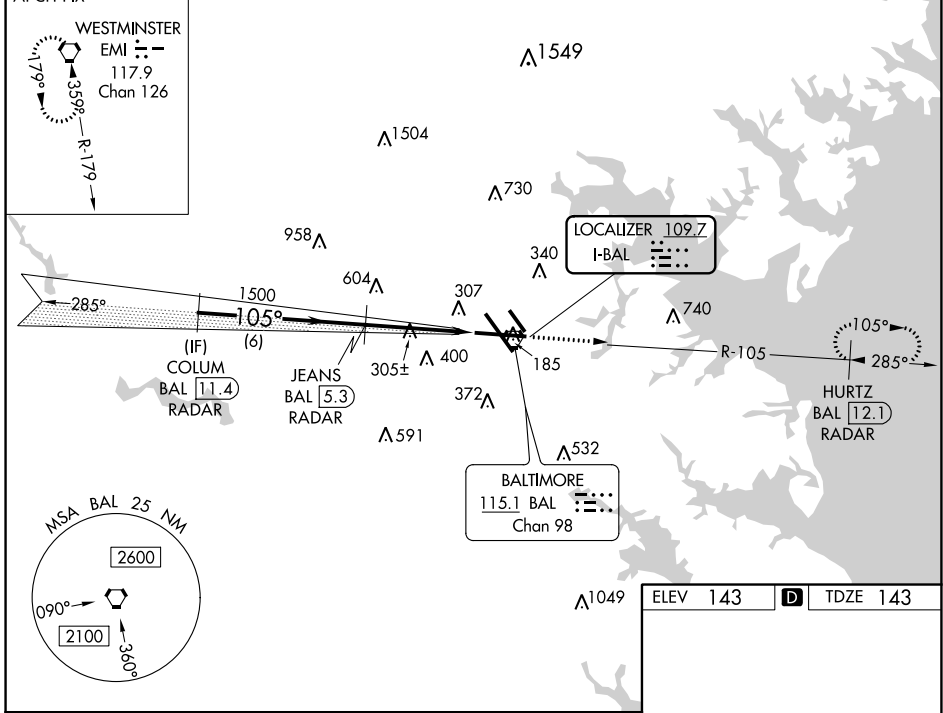 WESTMINSTER
EMI
117.9
Chan 126
179°
359°
R-179
1549
1504
730
958
LOCALIZER 109.7
I-BAL
340
604
307
740
285°
1500
105°
(6)
(IF)
COLUM
BAL 11.4
RADAR
JEANS
BAL 5.3
RADAR
305±
400
185
R-105
105°
285°
HURTZ
BAL 12.1
RADAR
372
591
532
BALTIMORE
115.1 BAL
Chan 98
MSA BAL 25 NM
2600
090°
2100
360°
1049
ELEV 143 D TDZE 143